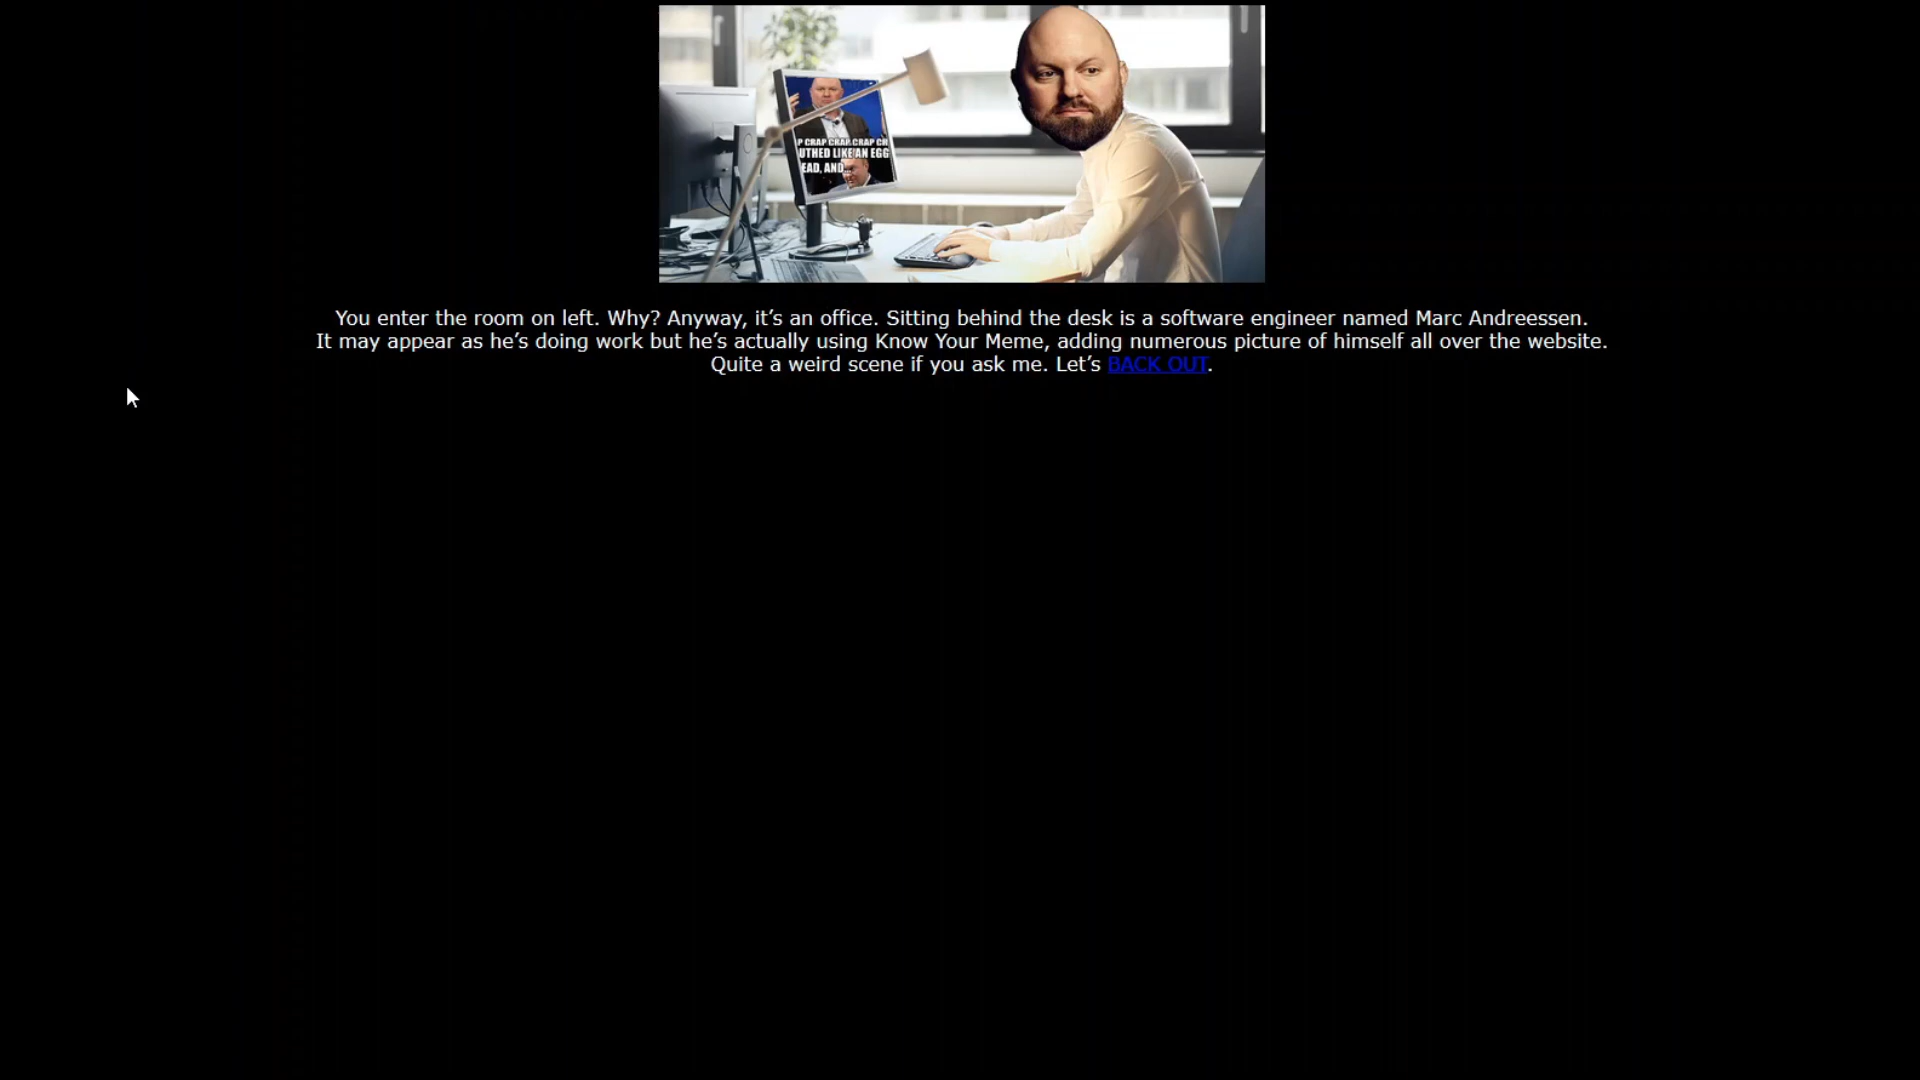 P CRAP CRAP CRAP CR
UTHED LIKE AN EGG
EAD, AND
You enter the room on left. Why? Anyway, it’s an office. Sitting behind the desk is a software engineer named Marc Andreessen.
It may appear as he’s doing work but he’s actually using Know Your Meme, adding numerous picture of himself all over the website.
Quite a weird scene if you ask me. Let’s BACK OUT.